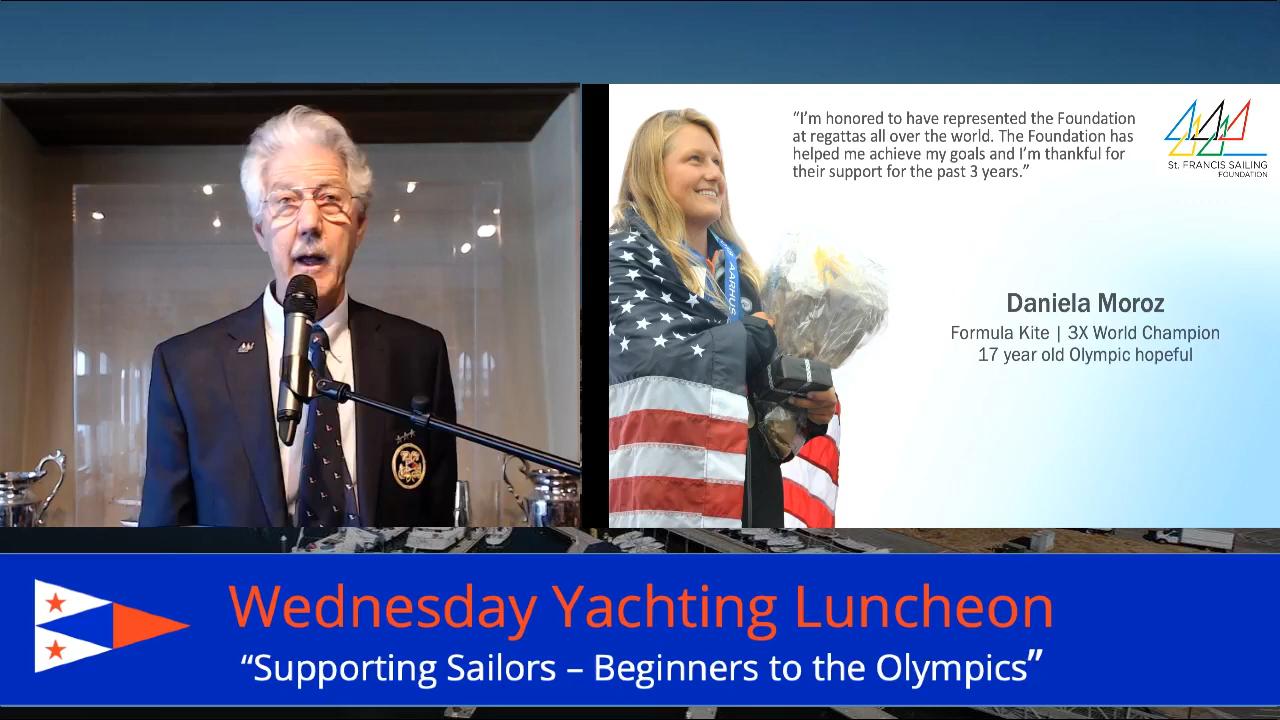 “I’m honored to have represented the Foundation
at regattas all over the world. The Foundation has
helped me achieve my goals and I’m thankful for
their support for the past 3 years.”
St. FRANCIS SAILING
FOUNDATION
AARHUS
Daniela Moroz
Formula Kite | 3X World Champion
17 year old Olympic hopeful
Wednesday Yachting Luncheon
“Supporting Sailors – Beginners to the Olympics”